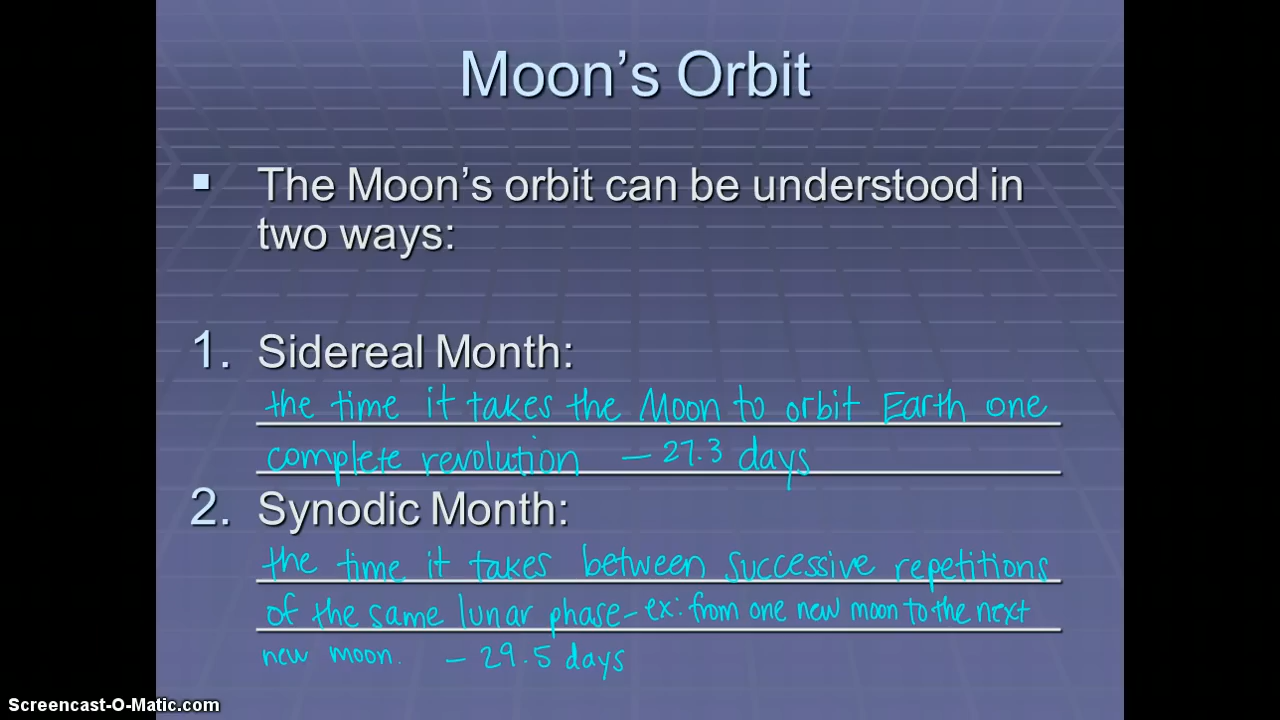 Moon's Orbit
▪ The Moon's orbit can be understood in
two ways:
1. Sidereal Month:
the time it takes the Moon to orbit Earth one
complete revolution – 27.3 days
2. Synodic Month:
the time it takes between successive repetitions
of the same lunar phase – ex: from one new moon to the next
new moon. – 29.5 days
Screencast-O-Matic.com